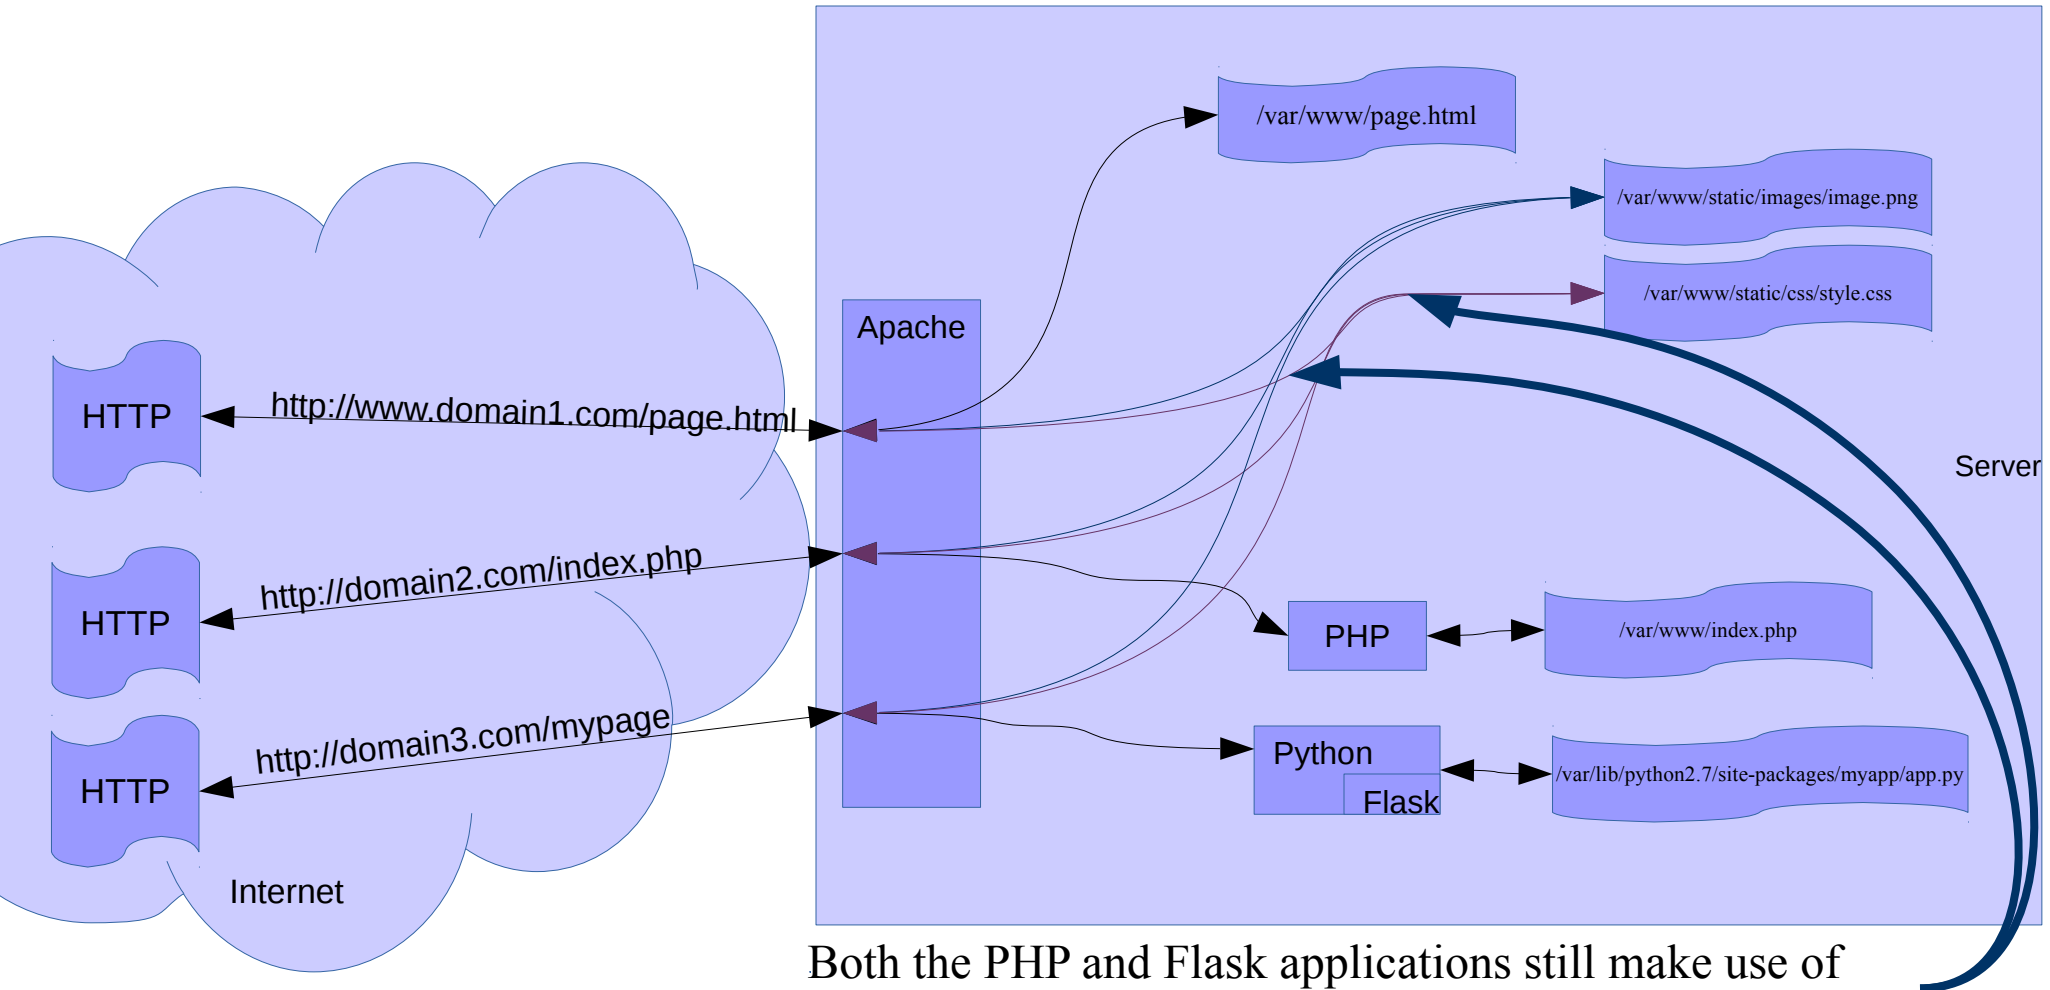 /var/www/page.html
/var/www/static/images/image.png
/var/www/static/css/style.css
Apache
HTTP
http://www.domain1.com/page.html
Server
HTTP
http://domain2.com/index.php
PHP
/var/www/index.php
HTTP
http://domain3.com/mypage
Python
Flask
/var/lib/python2.7/site-packages/myapp/app.py
Internet
Both the PHP and Flask applications still make use of